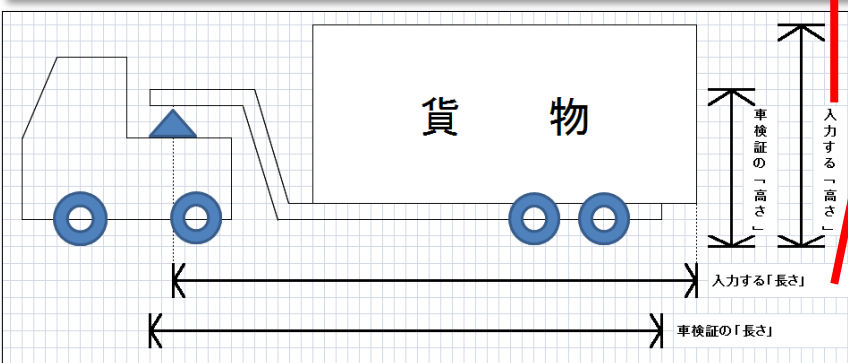 貨　物
車検証の「高さ」
入力する「高さ」
入力する「長さ」
車検証の「長さ」